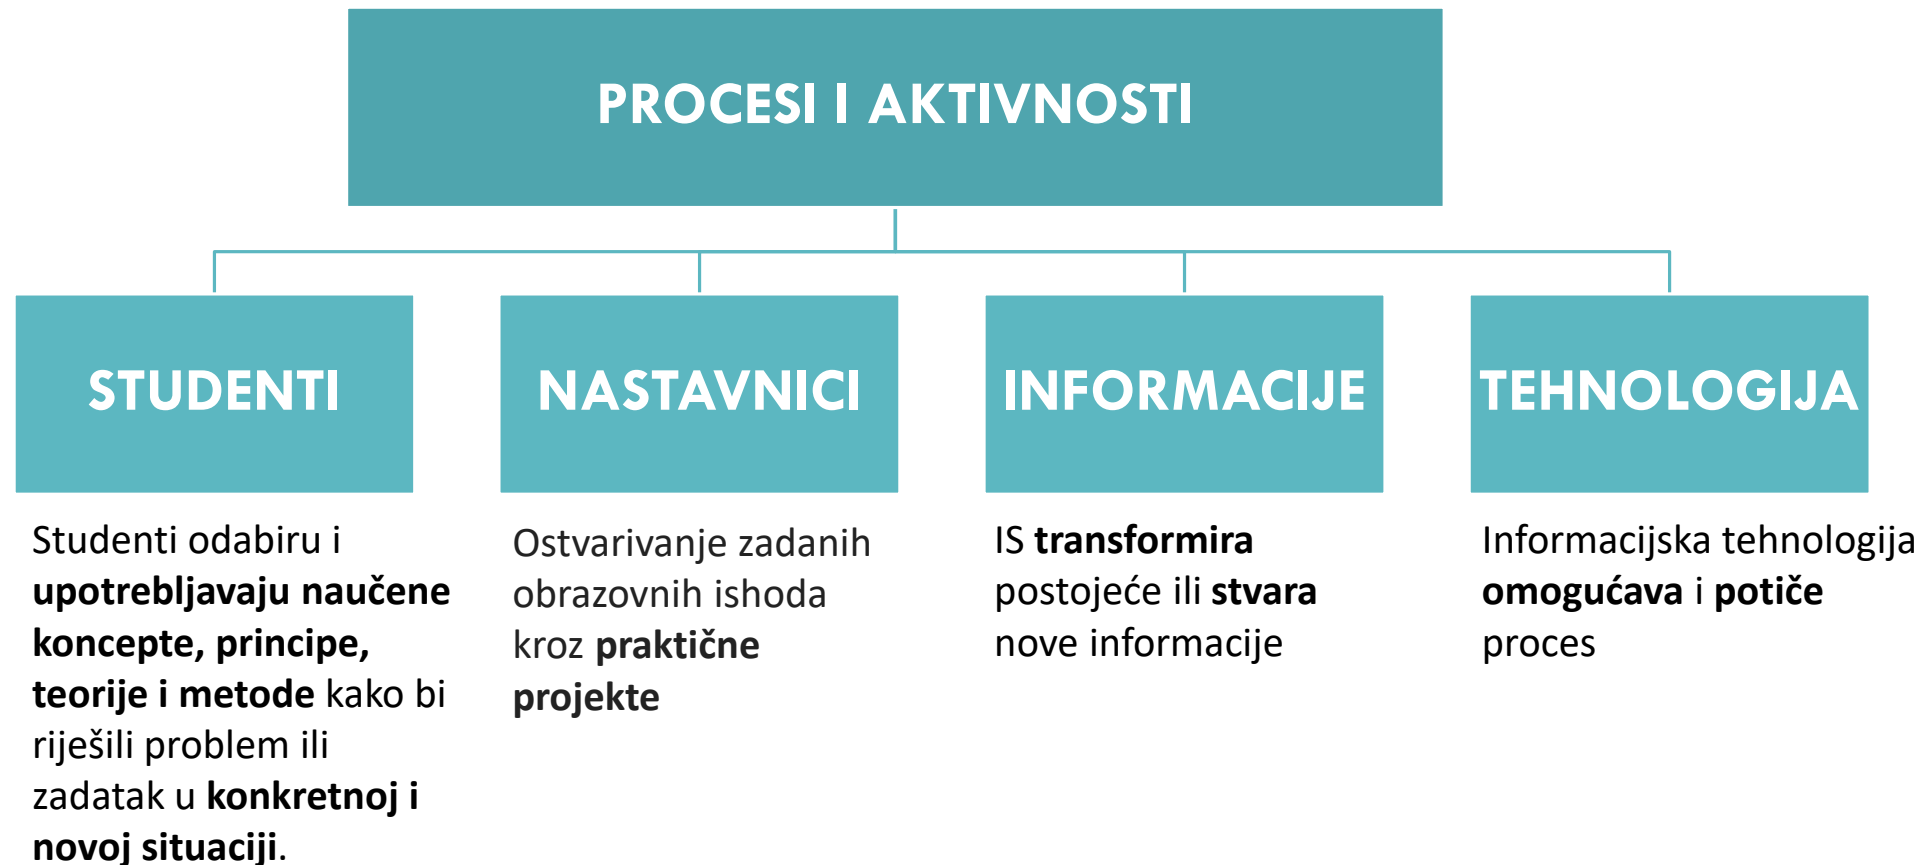 PROCESI I AKTIVNOSTI
STUDENTI
Studenti odabiru i
upotrebljavaju naučene
koncepte, principe,
teorije i metode kako bi
riješili problem ili
zadatak u konkretnoj i
novoj situaciji.
NASTAVNICI
Ostvarivanje zadanih
obrazovnih ishoda
kroz praktične
projekte
INFORMACIJE
IS transformira
postojeće ili stvara
nove informacije
TEHNOLOGIJA
Informacijska tehnologija
omogućava i potiče
proces